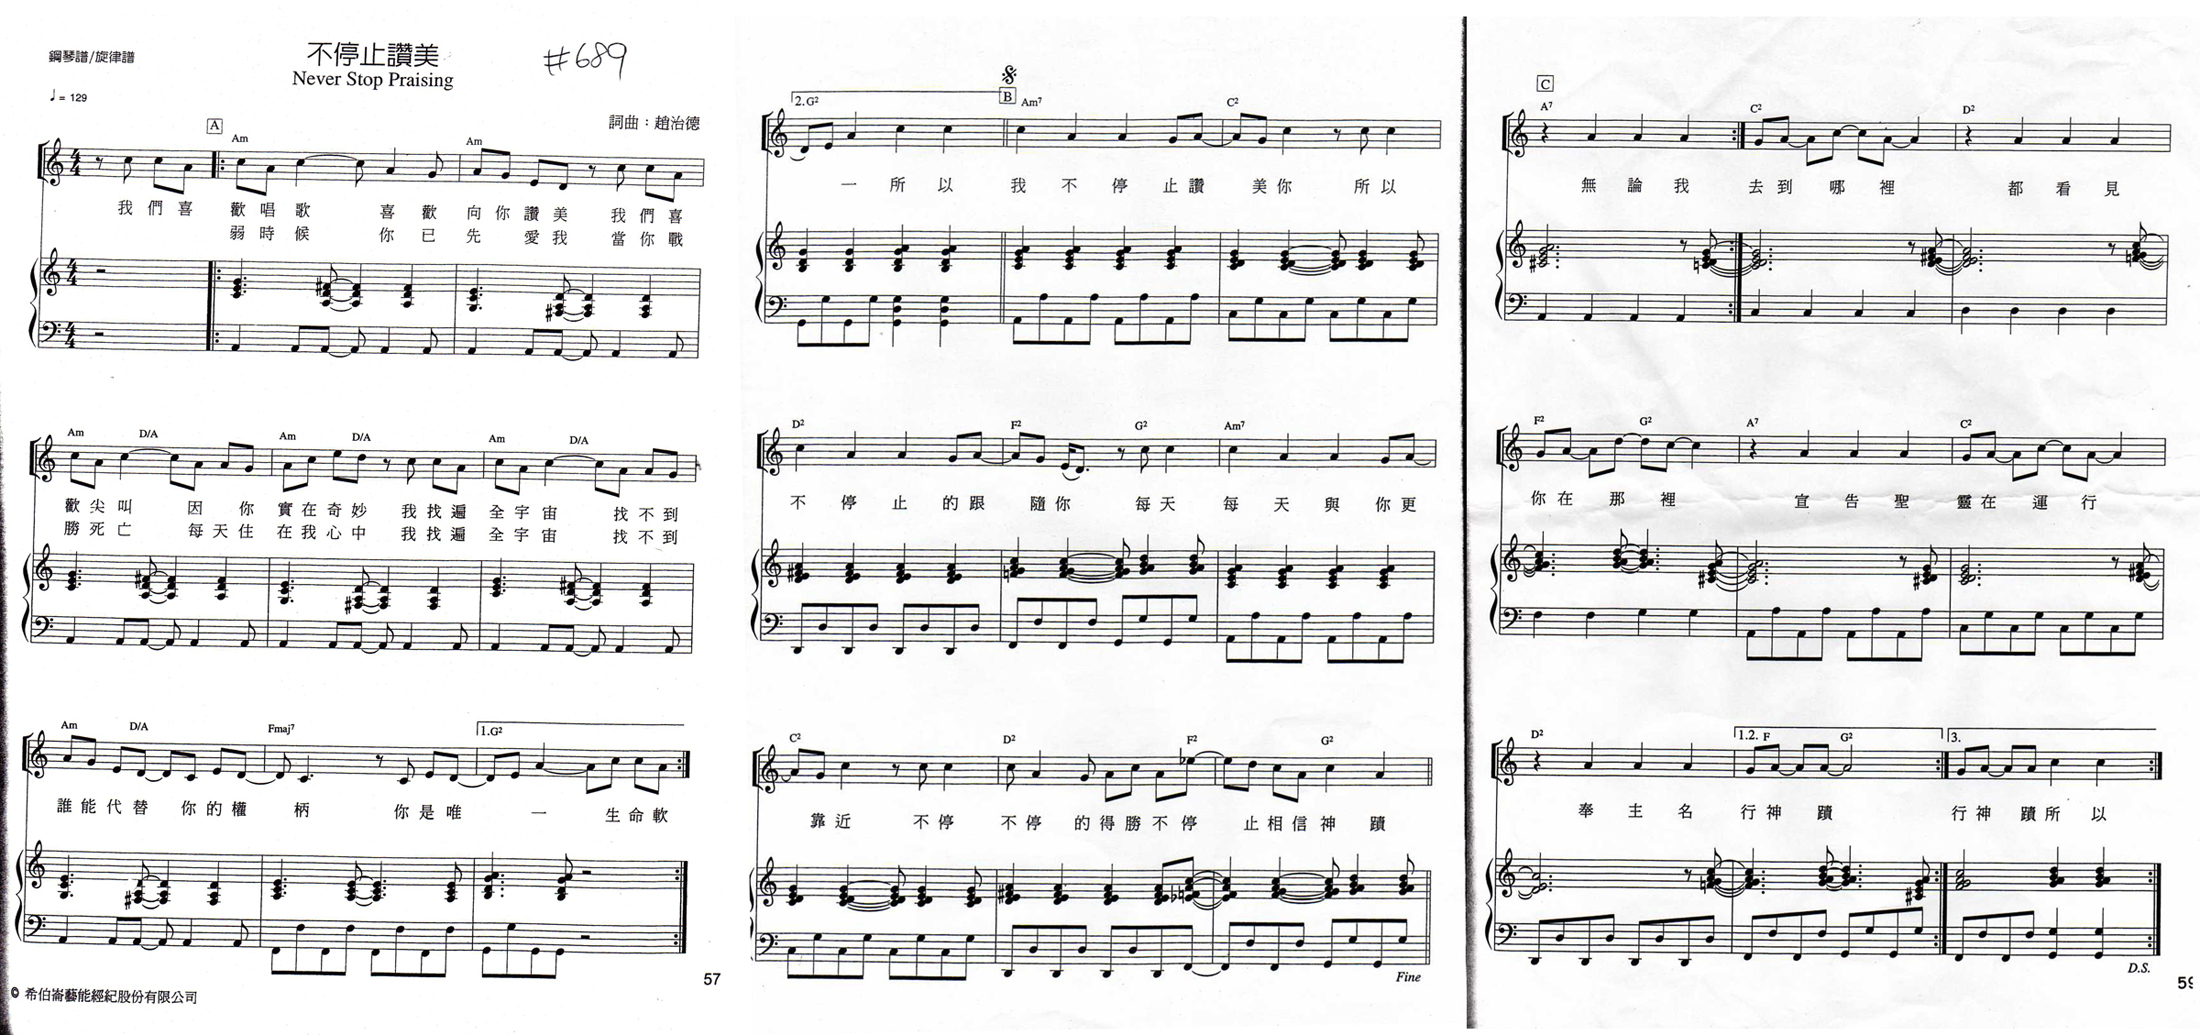 鋼琴譜/旋律譜
不停止讚美
#689
Never Stop Praising
♩= 129
詞曲：趙治德
A
Am Am
我們喜 歡唱歌 喜歡 向你讚美 我們喜
弱時候 你已 先 愛我 當你戰
Am D/A Am D/A Am D/A
歡尖叫 因你 實在奇妙 我找遍 全宇宙 找不到
勝死亡 每天住 在我心中 我找遍 全宇宙 找不到
Am D/A Fmaj7 1.G2
誰能代替 你的權 柄 你是唯 一 生命軟
57
© 希伯崙藝能經紀股份有限公司
2.G2 B Am7 C2
一所以 我不停止讚 美你 所以
D2 F2 G2 Am7
不停止的跟 隨你 每天 每天與你更
C2 D2 F2 G2
靠近 不停 不停的得勝不停 止相信神蹟
Fine
C
A7 C2 D2
無論我 去到哪裡 都看見
F2 G2 A7 C2
你在那裡 宣告聖 靈在運行
D2 1.2. F G2 3.
奉主名 行神蹟 行神蹟所以
D.S.
59